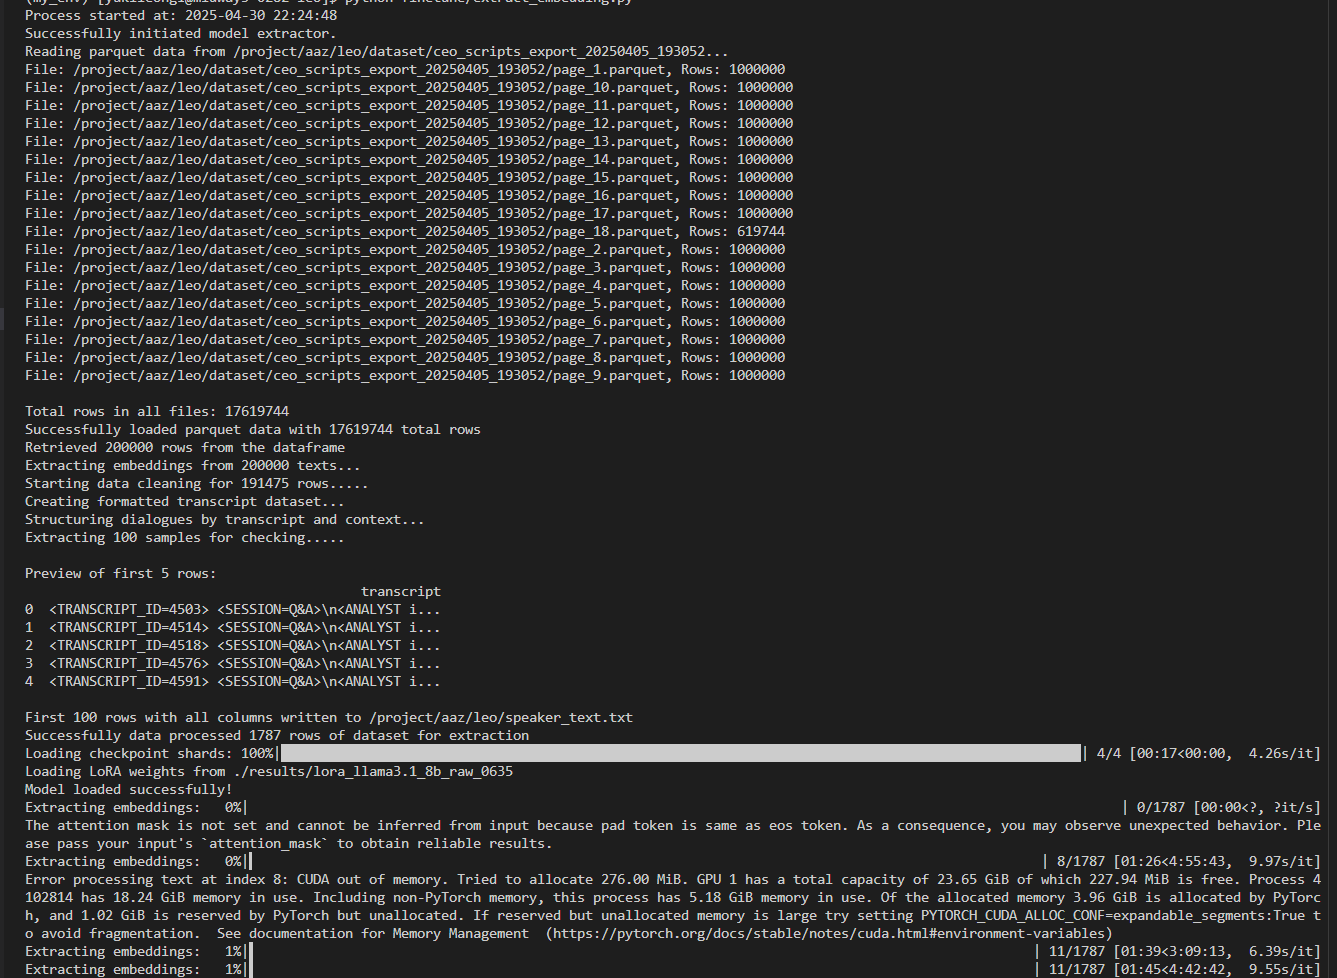 Process started at: 2025-04-30 22:24:48
Successfully initiated model extractor.
Reading parquet data from /project/aaz/leo/dataset/ceo_scripts_export_20250405_193052...
File: /project/aaz/leo/dataset/ceo_scripts_export_20250405_193052/page_1.parquet, Rows: 1000000
File: /project/aaz/leo/dataset/ceo_scripts_export_20250405_193052/page_10.parquet, Rows: 1000000
File: /project/aaz/leo/dataset/ceo_scripts_export_20250405_193052/page_11.parquet, Rows: 1000000
File: /project/aaz/leo/dataset/ceo_scripts_export_20250405_193052/page_12.parquet, Rows: 1000000
File: /project/aaz/leo/dataset/ceo_scripts_export_20250405_193052/page_13.parquet, Rows: 1000000
File: /project/aaz/leo/dataset/ceo_scripts_export_20250405_193052/page_14.parquet, Rows: 1000000
File: /project/aaz/leo/dataset/ceo_scripts_export_20250405_193052/page_15.parquet, Rows: 1000000
File: /project/aaz/leo/dataset/ceo_scripts_export_20250405_193052/page_16.parquet, Rows: 1000000
File: /project/aaz/leo/dataset/ceo_scripts_export_20250405_193052/page_17.parquet, Rows: 1000000
File: /project/aaz/leo/dataset/ceo_scripts_export_20250405_193052/page_18.parquet, Rows: 619744
File: /project/aaz/leo/dataset/ceo_scripts_export_20250405_193052/page_2.parquet, Rows: 1000000
File: /project/aaz/leo/dataset/ceo_scripts_export_20250405_193052/page_3.parquet, Rows: 1000000
File: /project/aaz/leo/dataset/ceo_scripts_export_20250405_193052/page_4.parquet, Rows: 1000000
File: /project/aaz/leo/dataset/ceo_scripts_export_20250405_193052/page_5.parquet, Rows: 1000000
File: /project/aaz/leo/dataset/ceo_scripts_export_20250405_193052/page_6.parquet, Rows: 1000000
File: /project/aaz/leo/dataset/ceo_scripts_export_20250405_193052/page_7.parquet, Rows: 1000000
File: /project/aaz/leo/dataset/ceo_scripts_export_20250405_193052/page_8.parquet, Rows: 1000000
File: /project/aaz/leo/dataset/ceo_scripts_export_20250405_193052/page_9.parquet, Rows: 1000000
Total rows in all files: 17619744
Successfully loaded parquet data with 17619744 total rows
Retrieved 200000 rows from the dataframe
Extracting embeddings from 200000 texts...
Starting data cleaning for 191475 rows.....
Creating formatted transcript dataset...
Structuring dialogues by transcript and context...
Extracting 100 samples for checking.....
Preview of first 5 rows:
transcript
0 <TRANSCRIPT_ID=4503> <SESSION=Q&A>\n<ANALYST i...
1 <TRANSCRIPT_ID=4514> <SESSION=Q&A>\n<ANALYST i...
2 <TRANSCRIPT_ID=4518> <SESSION=Q&A>\n<ANALYST i...
3 <TRANSCRIPT_ID=4576> <SESSION=Q&A>\n<ANALYST i...
4 <TRANSCRIPT_ID=4591> <SESSION=Q&A>\n<ANALYST i...
First 100 rows with all columns written to /project/aaz/leo/speaker_text.txt
Successfully data processed 1787 rows of dataset for extraction
Loading checkpoint shards: 100%| | 4/4 [00:17<00:00, 4.26s/it]
Loading LoRA weights from ./results/lora_llama3.1_8b_raw_0635
Model loaded successfully!
Extracting embeddings: 0%| | 0/1787 [00:00<?, ?it/s]
The attention mask is not set and cannot be inferred from input because pad token is same as eos token. As a consequence, you may observe unexpected behavior. Ple
ase pass your input's `attention_mask` to obtain reliable results.
Extracting embeddings: 0%| | 8/1787 [01:26<4:55:43, 9.97s/it]
Error processing text at index 8: CUDA out of memory. Tried to allocate 276.00 MiB. GPU 1 has a total capacity of 23.65 GiB of which 227.94 MiB is free. Process 4
102814 has 18.24 GiB memory in use. Including non-PyTorch memory, this process has 5.18 GiB memory in use. Of the allocated memory 3.96 GiB is allocated by PyTorc
h, and 1.02 GiB is reserved by PyTorch but unallocated. If reserved but unallocated memory is large try setting PYTORCH_CUDA_ALLOC_CONF=expandable_segments:True t
o avoid fragmentation. See documentation for Memory Management (https://pytorch.org/docs/stable/notes/cuda.html#environment-variables)
Extracting embeddings: 1%| | 11/1787 [01:39<3:09:13, 6.39s/it]
Extracting embeddings: 1%| | 11/1787 [01:45<4:42:42, 9.55s/it]